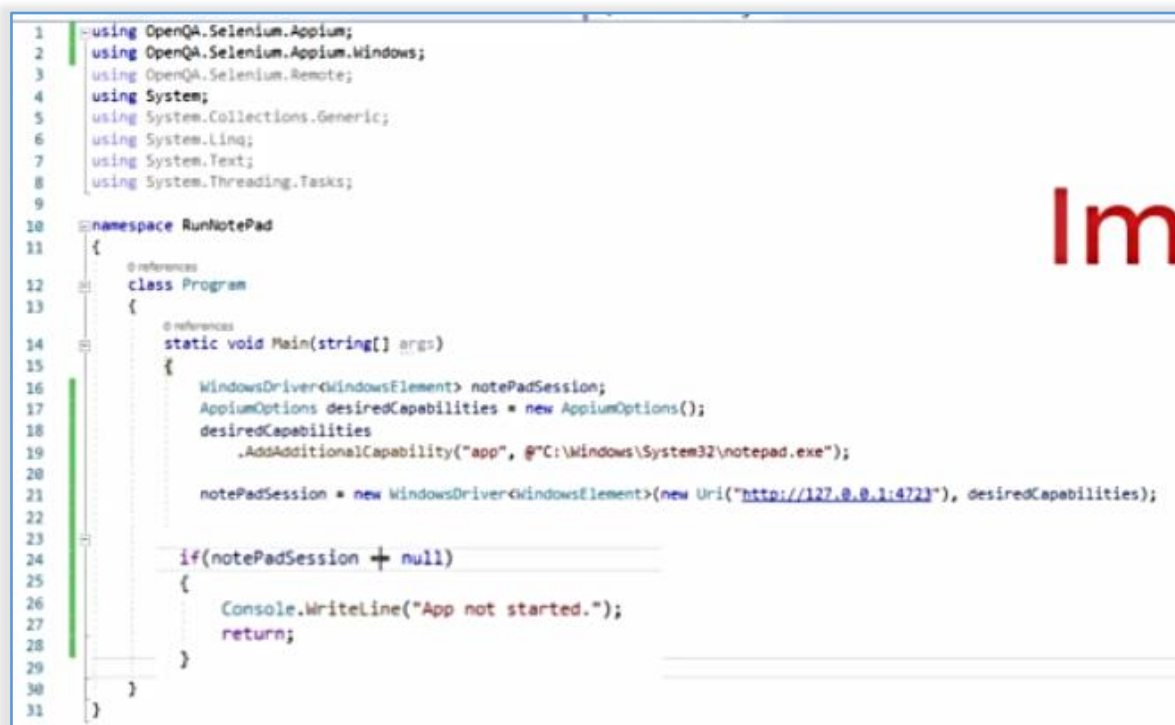 1 using OpenQA.Selenium.Appium;
2 using OpenQA.Selenium.Appium.Windows;
3 using OpenQA.Selenium.Remote;
4 using System;
5 using System.Collections.Generic;
6 using System.Linq;
7 using System.Text;
8 using System.Threading.Tasks;
9
10 namespace RunNotePad
11 {
0 references
12 class Program
13 {
0 references
14 static void Main(string[] args)
15 {
16 WindowsDriver<WindowsElement> notePadSession;
17 AppiumOptions desiredCapabilities = new AppiumOptions();
18 desiredCapabilities
19 .AddAdditionalCapability("app", @"C:\Windows\System32\notepad.exe");
20
21 notePadSession = new WindowsDriver<WindowsElement>(new Uri("http://127.0.0.1:4723"), desiredCapabilities);
22
23
24 if(notePadSession == null)
25 {
26 Console.WriteLine("App not started.");
27 return;
28 }
29
30 }
31 }
Im